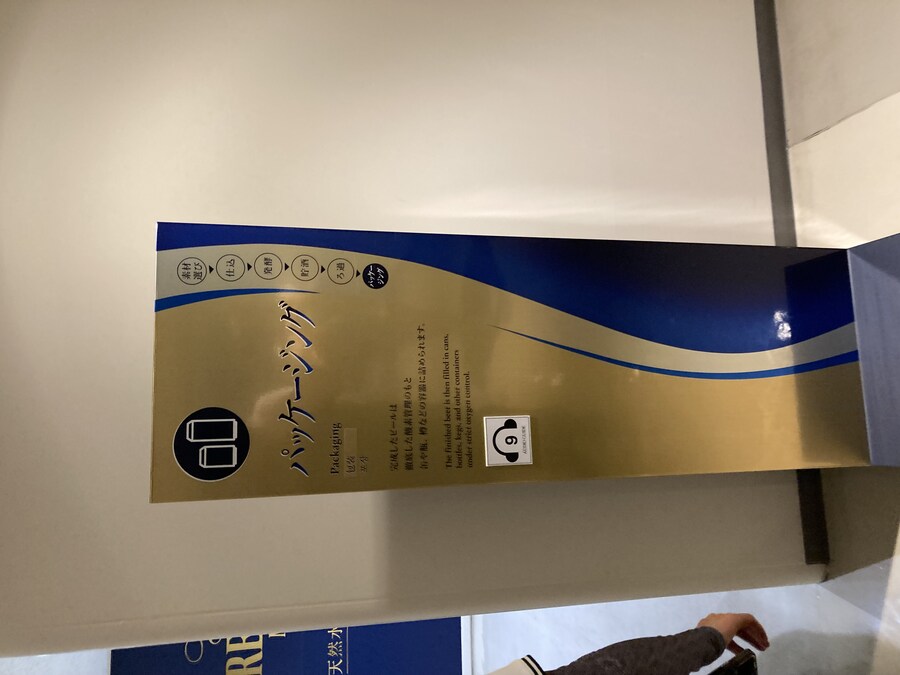 素材
選び
仕込
発酵
貯酒
ろ過
パッケー
ジング
パッケージング
Packaging
包装
포장
完成したビールは
徹底した酸素管理のもと
缶や瓶、樽などの容器に詰められます。
The finished beer is then filled in cans,
bottles, kegs, and other containers
under strict oxygen control.
9
天然水